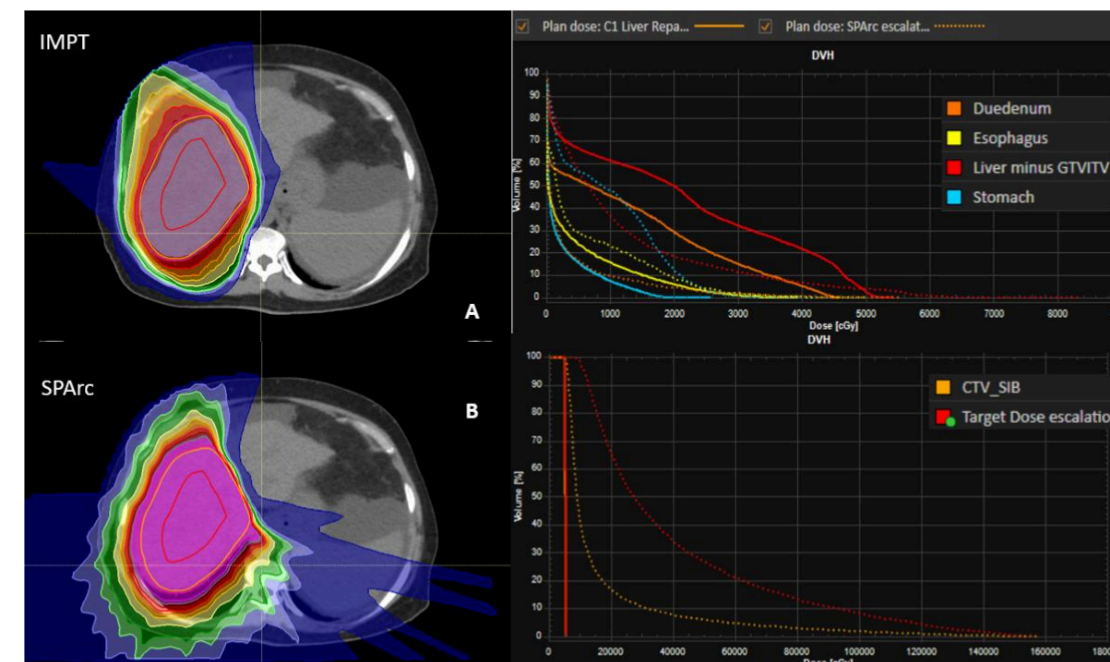 IMPT
A
SPArc
B
Plan dose: C1 Liver Repa...
Plan dose: SPArc escalat...
DVH
Volume [%]
100
90
80
70
60
50
40
30
20
10
0
0 1000 2000 3000 4000 5000 6000 7000 8000
Dose [cGy]
Duedenum
Esophagus
Liver minus GTVITV
Stomach
DVH
Volume [%]
100
90
80
70
60
50
40
30
20
10
0
0 20000 40000 60000 80000 100000 120000 140000 160000 1800
Dose [cGy]
CTV_SIB
Target Dose escalatio